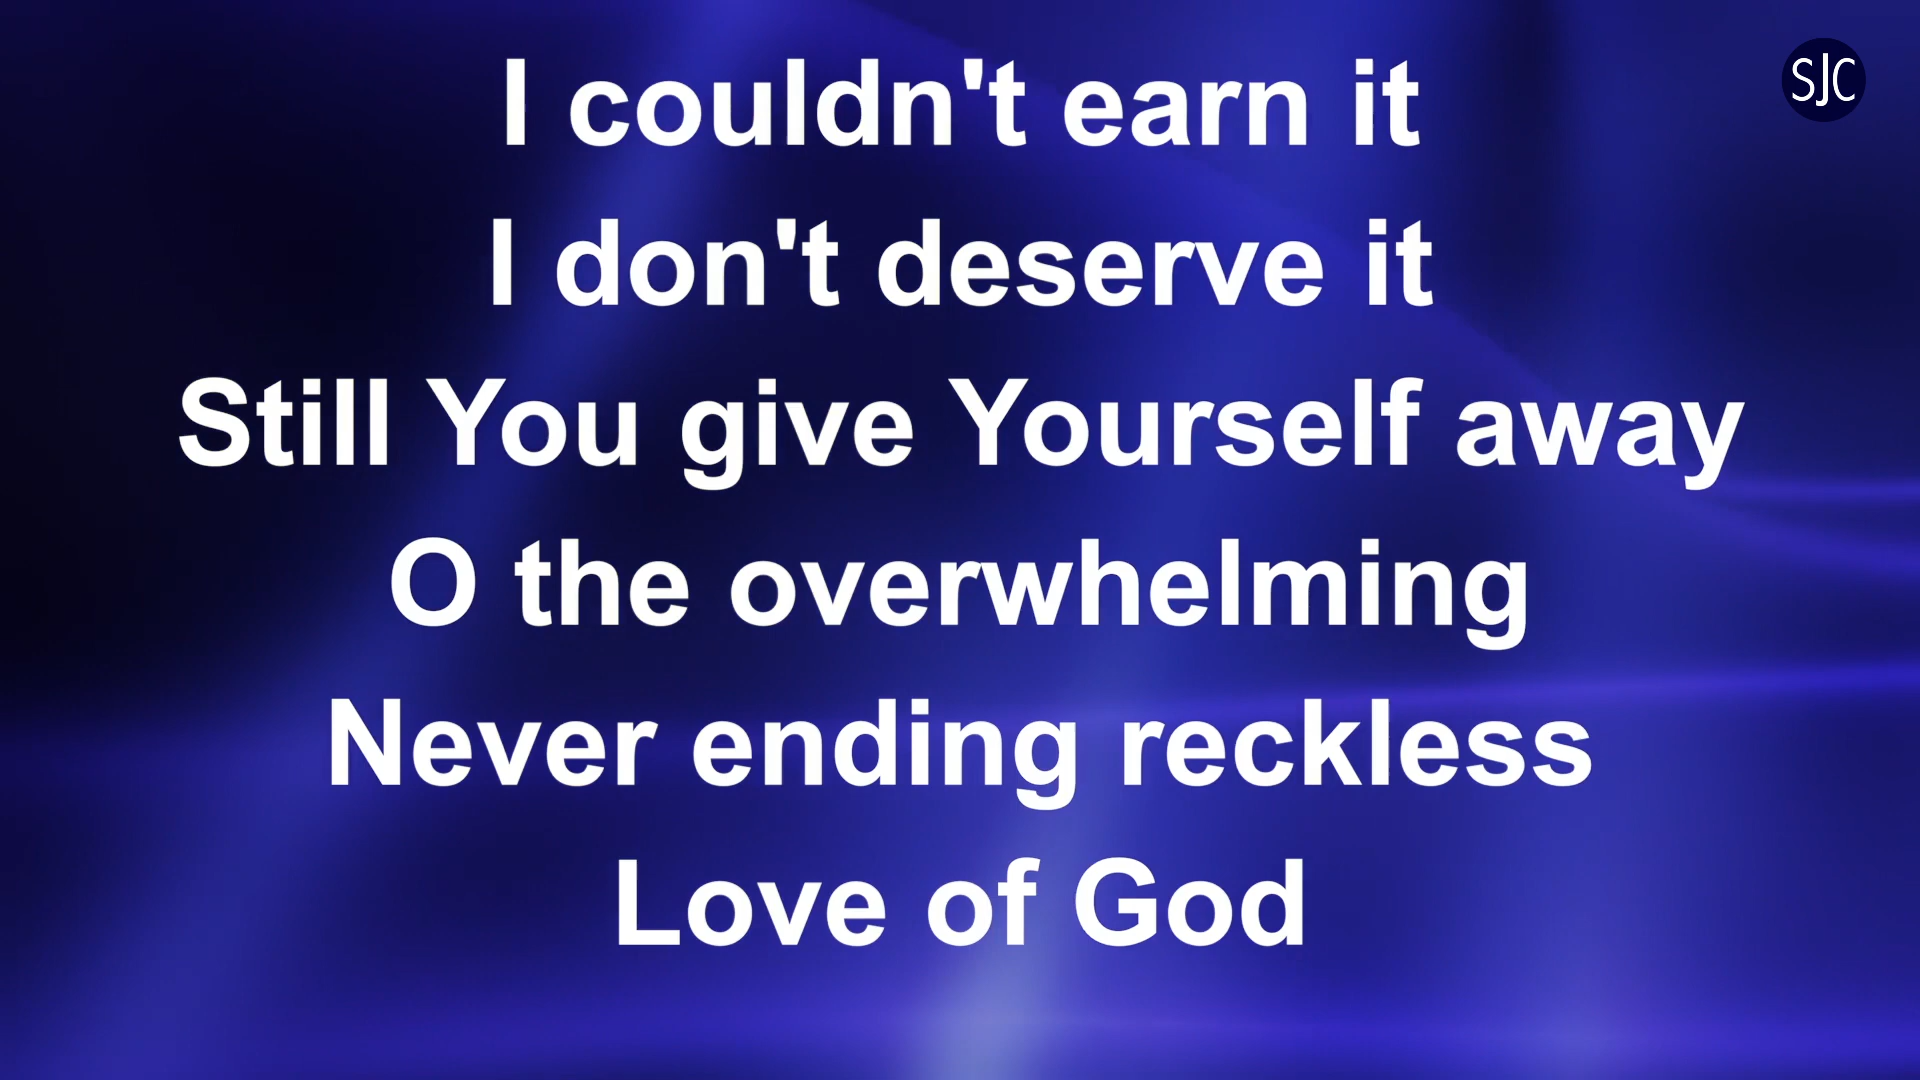 I couldn't earn it
SJC
I don't deserve it
Still You give Yourself away
O the overwhelming
Never ending reckless
Love of God